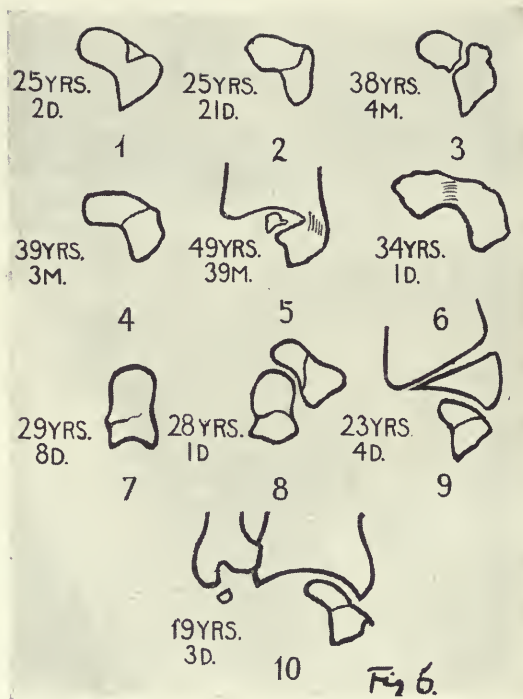 25YRS.
2D.
1
25YRS.
21D.
2
38YRS.
4M.
3
39YRS.
3M.
4
49YRS.
39M.
5
34YRS.
1D.
6
29YRS.
8D.
7
28YRS.
1D
8
23YRS.
4D.
9
19YRS.
3D.
10
Fig 6.